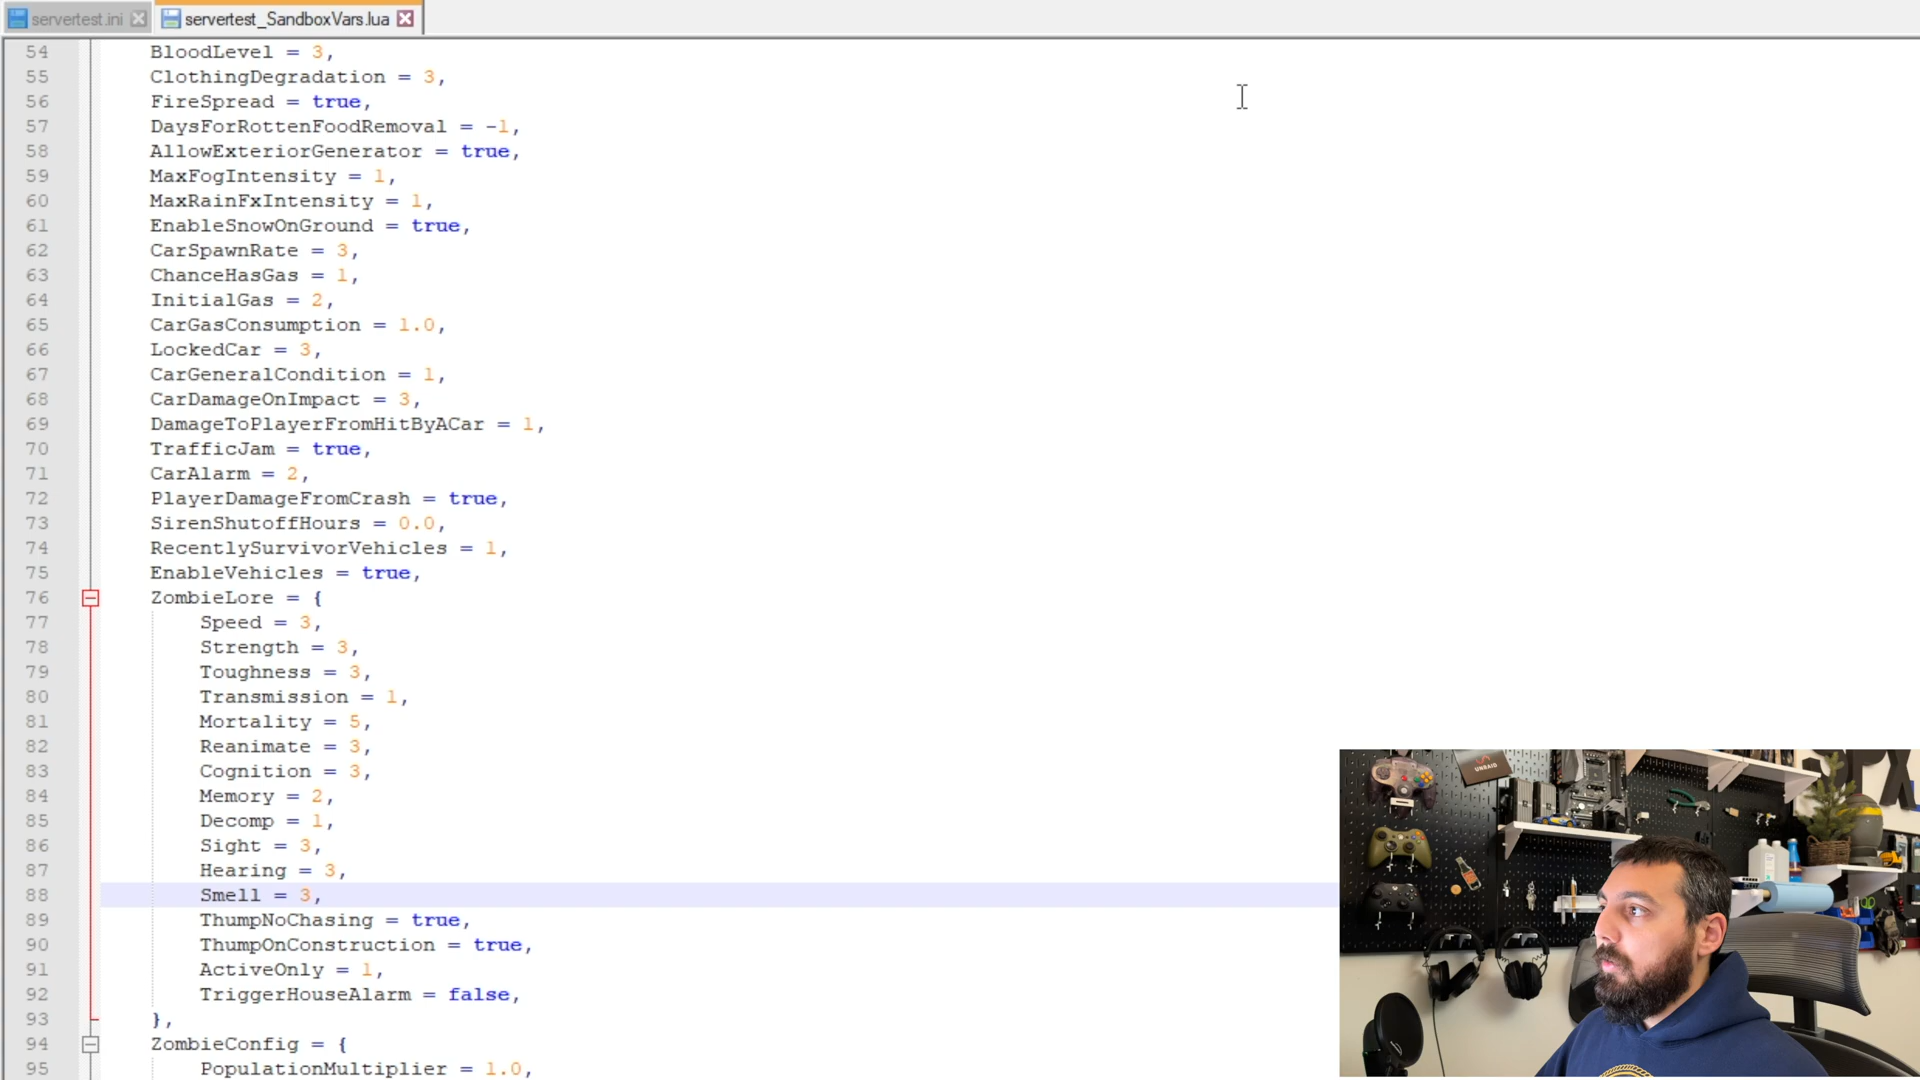 servertest.ini
servertest_SandboxVars.lua
54 BloodLevel = 3,
55 ClothingDegradation = 3,
56 FireSpread = true,
57 DaysForRottenFoodRemoval = -1,
58 AllowExteriorGenerator = true,
59 MaxFogIntensity = 1,
60 MaxRainFxIntensity = 1,
61 EnableSnowOnGround = true,
62 CarSpawnRate = 3,
63 ChanceHasGas = 1,
64 InitialGas = 2,
65 CarGasConsumption = 1.0,
66 LockedCar = 3,
67 CarGeneralCondition = 1,
68 CarDamageOnImpact = 3,
69 DamageToPlayerFromHitByACar = 1,
70 TrafficJam = true,
71 CarAlarm = 2,
72 PlayerDamageFromCrash = true,
73 SirenShutoffHours = 0.0,
74 RecentlySurvivorVehicles = 1,
75 EnableVehicles = true,
76 ZombieLore = {
77 Speed = 3,
78 Strength = 3,
79 Toughness = 3,
80 Transmission = 1,
81 Mortality = 5,
82 Reanimate = 3,
83 Cognition = 3,
84 Memory = 2,
85 Decomp = 1,
86 Sight = 3,
87 Hearing = 3,
88 Smell = 3,
89 ThumpNoChasing = true,
90 ThumpOnConstruction = true,
91 ActiveOnly = 1,
92 TriggerHouseAlarm = false,
93 },
94 ZombieConfig = {
95 PopulationMultiplier = 1.0,
UNRAID